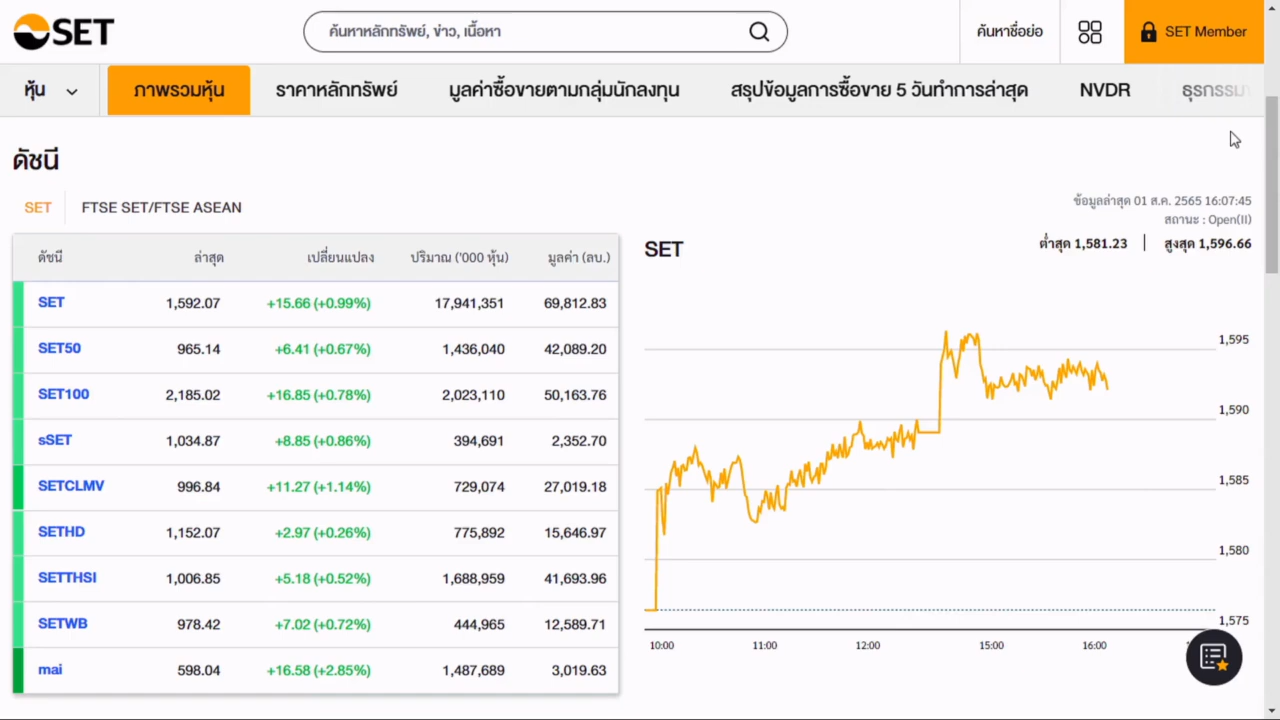 SET
ค้นหาหลักทรัพย์, ข่าว, เนื้อหา
ค้นหาชื่อย่อ
SET Member
หุ้น
ภาพรวมหุ้น
ราคาหลักทรัพย์
มูลค่าซื้อขายตามกลุ่มนักลงทุน
สรุปข้อมูลการซื้อขาย 5 วันทำการล่าสุด
NVDR
ดัชนี
SET
FTSE SET/FTSE ASEAN
ข้อมูลล่าสุด 01 ส.ค. 2565 16:07:45
สถานะ : Open(II)
ต่ำสุด 1,581.23 | สูงสุด 1,596.66
ดัชนี ล่าสุด เปลี่ยนแปลง ปริมาณ ('000 หุ้น) มูลค่า (ลบ.)
SET 1,592.07 +15.66 (+0.99%) 17,941,351 69,812.83
SET50 965.14 +6.41 (+0.67%) 1,436,040 42,089.20
SET100 2,185.02 +16.85 (+0.78%) 2,023,110 50,163.76
sSET 1,034.87 +8.85 (+0.86%) 394,691 2,352.70
SETCLMV 996.84 +11.27 (+1.14%) 729,074 27,019.18
SETHD 1,152.07 +2.97 (+0.26%) 775,892 15,646.97
SETTHSI 1,006.85 +5.18 (+0.52%) 1,688,959 41,693.96
SETWB 978.42 +7.02 (+0.72%) 444,965 12,589.71
mai 598.04 +16.58 (+2.85%) 1,487,689 3,019.63
SET
1,595
1,590
1,585
1,580
1,575
10:00 11:00 12:00 15:00 16:00